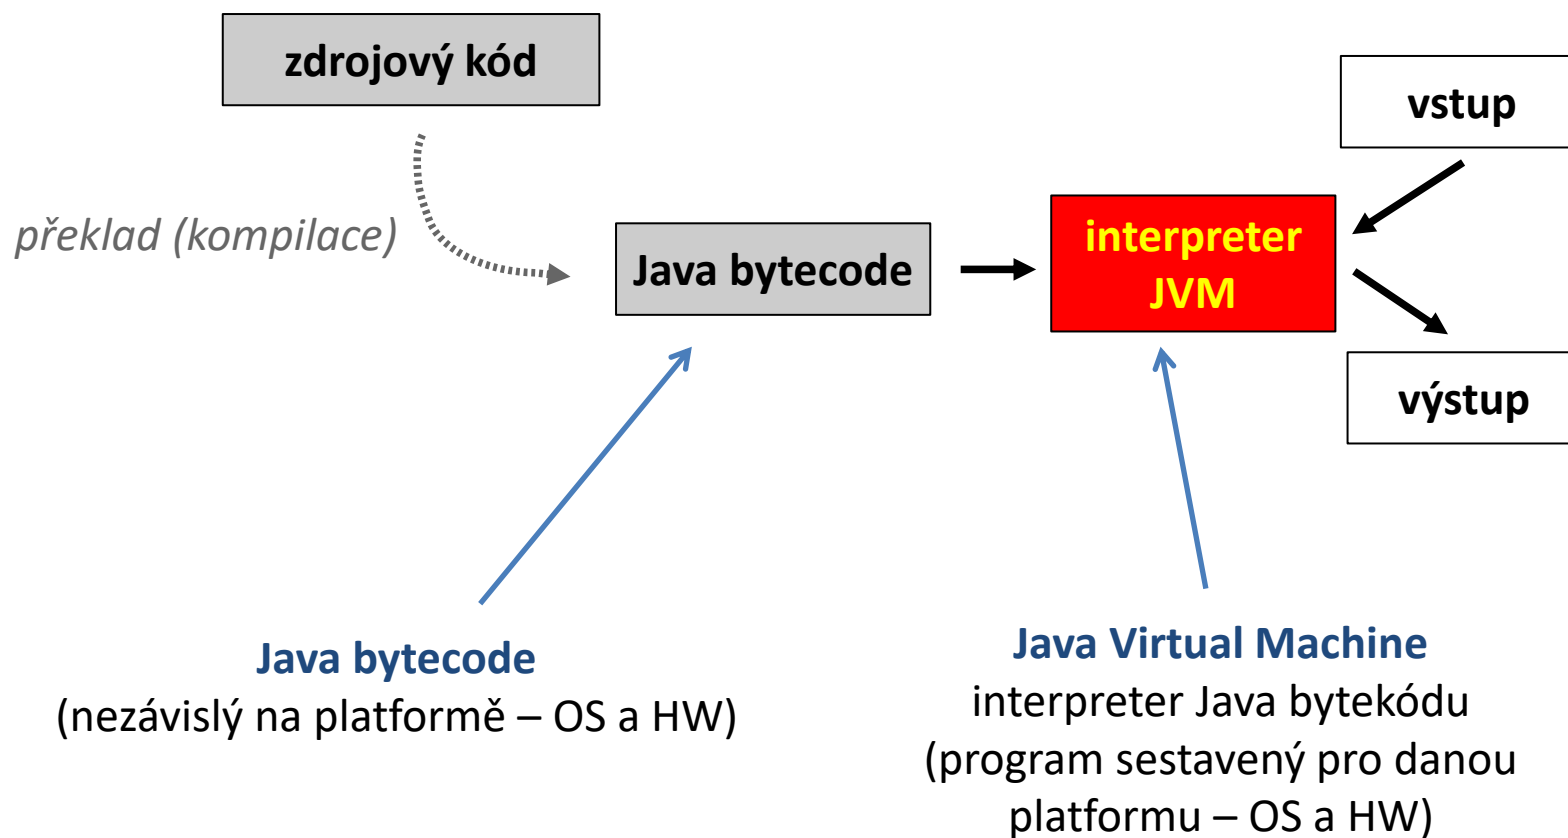 zdrojový kód
vstup
překlad (kompilace)
Java bytecode
interpreter
JVM
výstup
Java bytecode
(nezávislý na platformě – OS a HW)
Java Virtual Machine
interpreter Java bytekódu
(program sestavený pro danou
platformu – OS a HW)